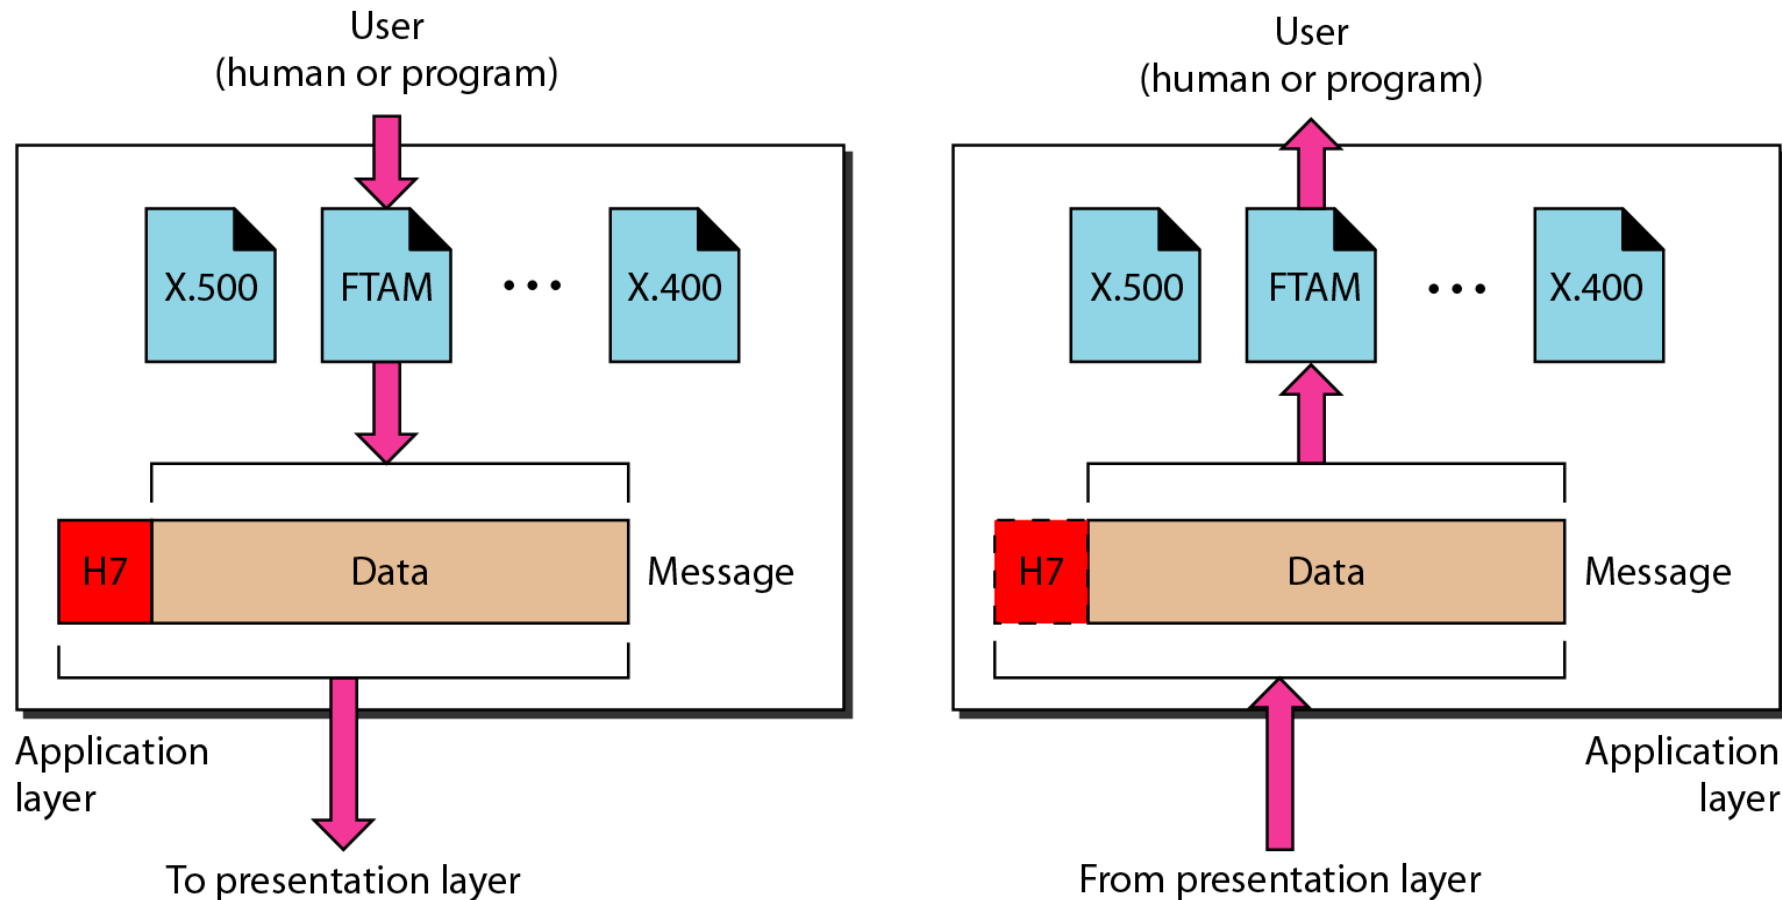 User
(human or program)
X.500
FTAM
...
X.400
H7
Data
Message
Application
layer
To presentation layer
User
(human or program)
X.500
FTAM
...
X.400
H7
Data
Message
Application
layer
From presentation layer